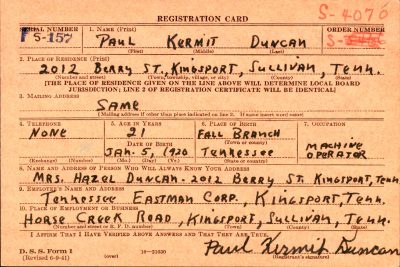 REGISTRATION CARD
SERIAL NUMBER 1. Name (Print) ORDER NUMBER
S-157 PAUL KERMIT DUNCAN S-4076
(First) (Middle) (Last)
2. PLACE OF RESIDENCE (Print)
2012 BERRY ST. KINGSPORT, SULLIVAN, TENN.
(Number and street) (Town, township, village, or city) (County) (State)
[THE PLACE OF RESIDENCE GIVEN ON THE LINE ABOVE WILL DETERMINE LOCAL BOARD
JURISDICTION; LINE 2 OF REGISTRATION CERTIFICATE WILL BE IDENTICAL]
3. MAILING ADDRESS
SAME
[Mailing address if other than place indicated on line 2. If same insert word same]
4. TELEPHONE 5. AGE IN YEARS 6. PLACE OF BIRTH 7. OCCUPATION
NONE 21 FALL BRANCH
DATE OF BIRTH (Town or county)
JAN. 5, 1920 TENNESSEE MACHINE OPERATOR
(Exchange) (Number) (Mo.) (Day) (Yr.) (State or country)
8. NAME AND ADDRESS OF PERSON WHO WILL ALWAYS KNOW YOUR ADDRESS
MRS. HAZEL DUNCAN-2012 BERRY ST. KINGSPORT, TENN
9. EMPLOYER'S NAME AND ADDRESS
TENNESSEE EASTMAN CORP., KINGSPORT, TENN.
10. PLACE OF EMPLOYMENT OR BUSINESS
HORSE CREEK ROAD, KINGSPORT, SULLIVAN, TENN.
(Number and street or R. F. D. number) (Town) (County) (State)
I AFFIRM THAT I HAVE VERIFIED ABOVE ANSWERS AND THAT THEY ARE TRUE.
D. S. S. Form 1
(Revised 6-9-41) (over)
Paul Kermit Duncan